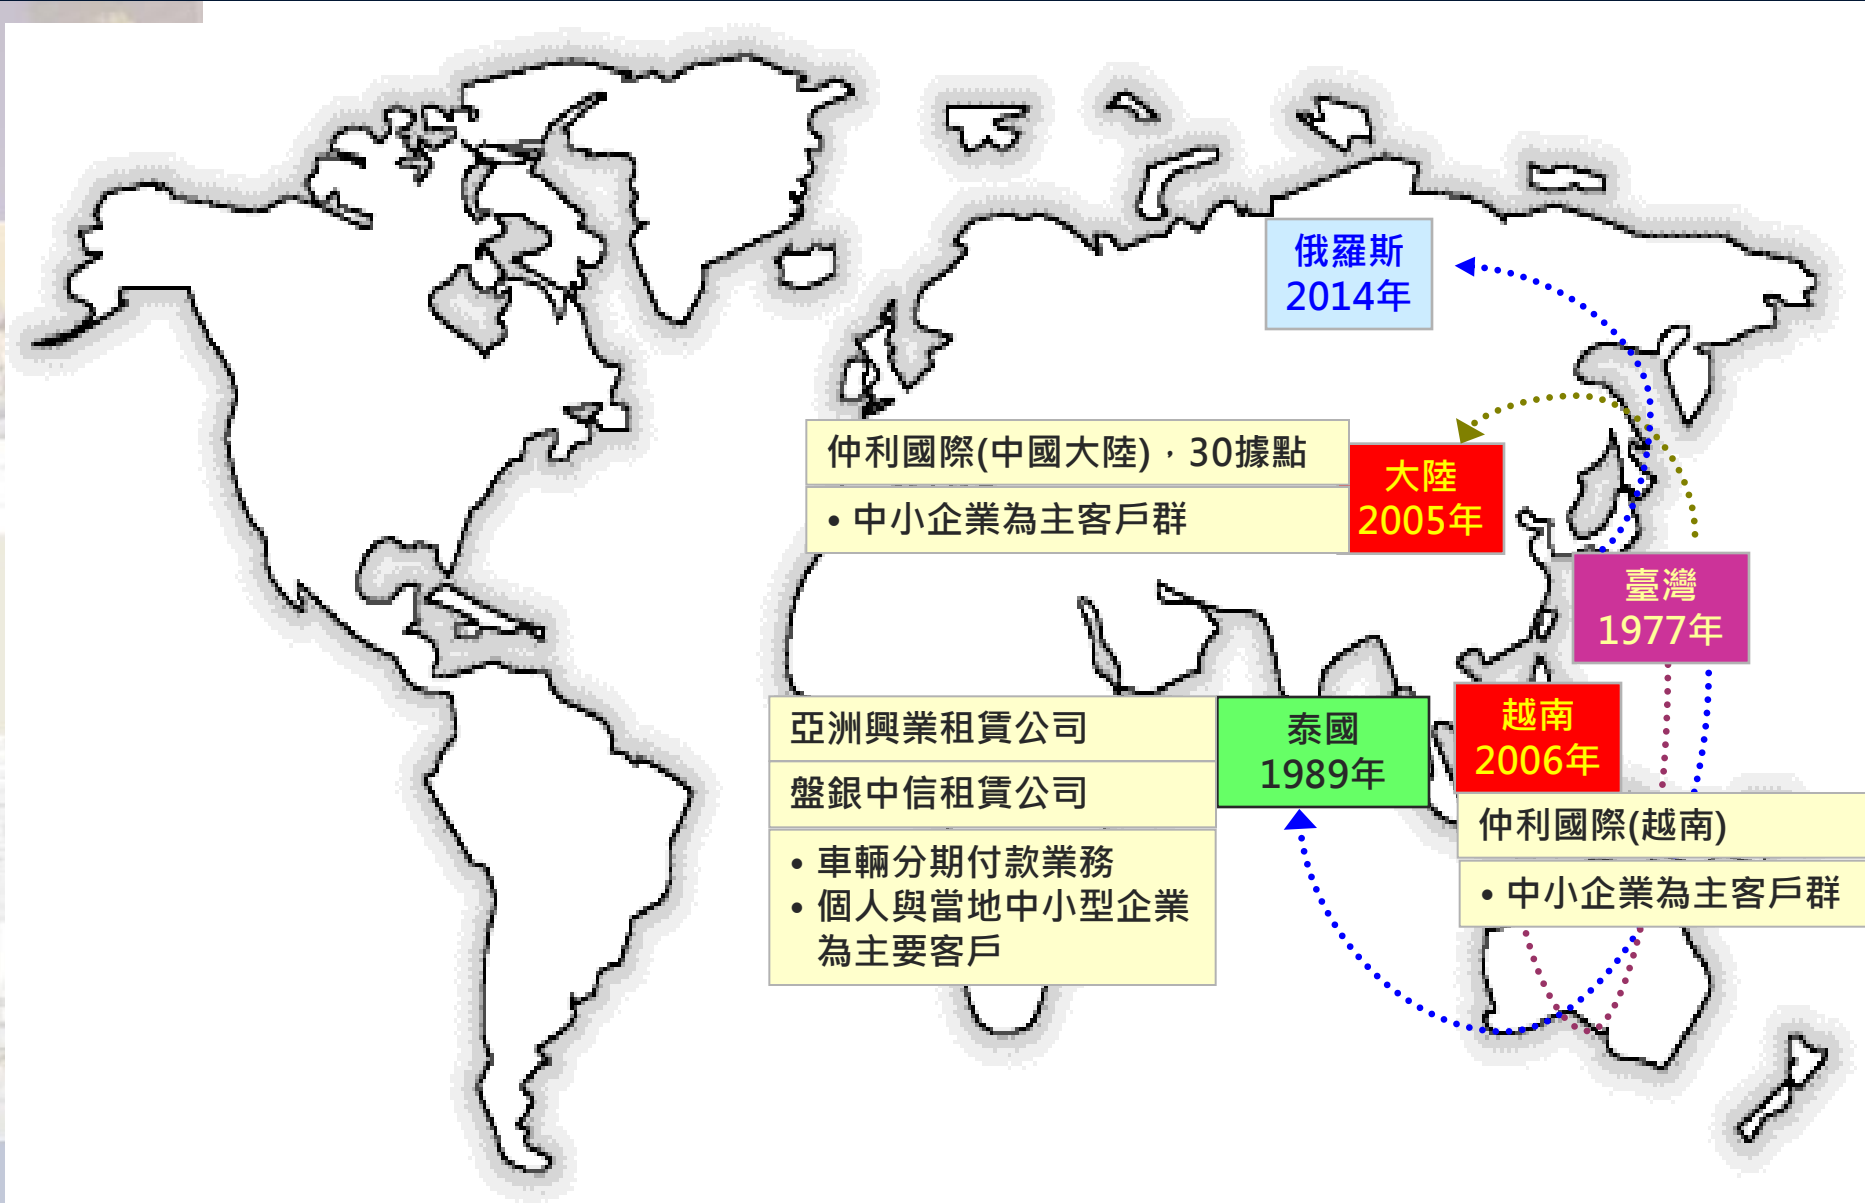 俄羅斯
2014年
仲利國際(中國大陸)，30據點
• 中小企業為主客戶群
大陸
2005年
臺灣
1977年
亞洲興業租賃公司
盤銀中信租賃公司
• 車輛分期付款業務
• 個人與當地中小型企業
為主要客戶
泰國
1989年
越南
2006年
仲利國際(越南)
• 中小企業為主客戶群